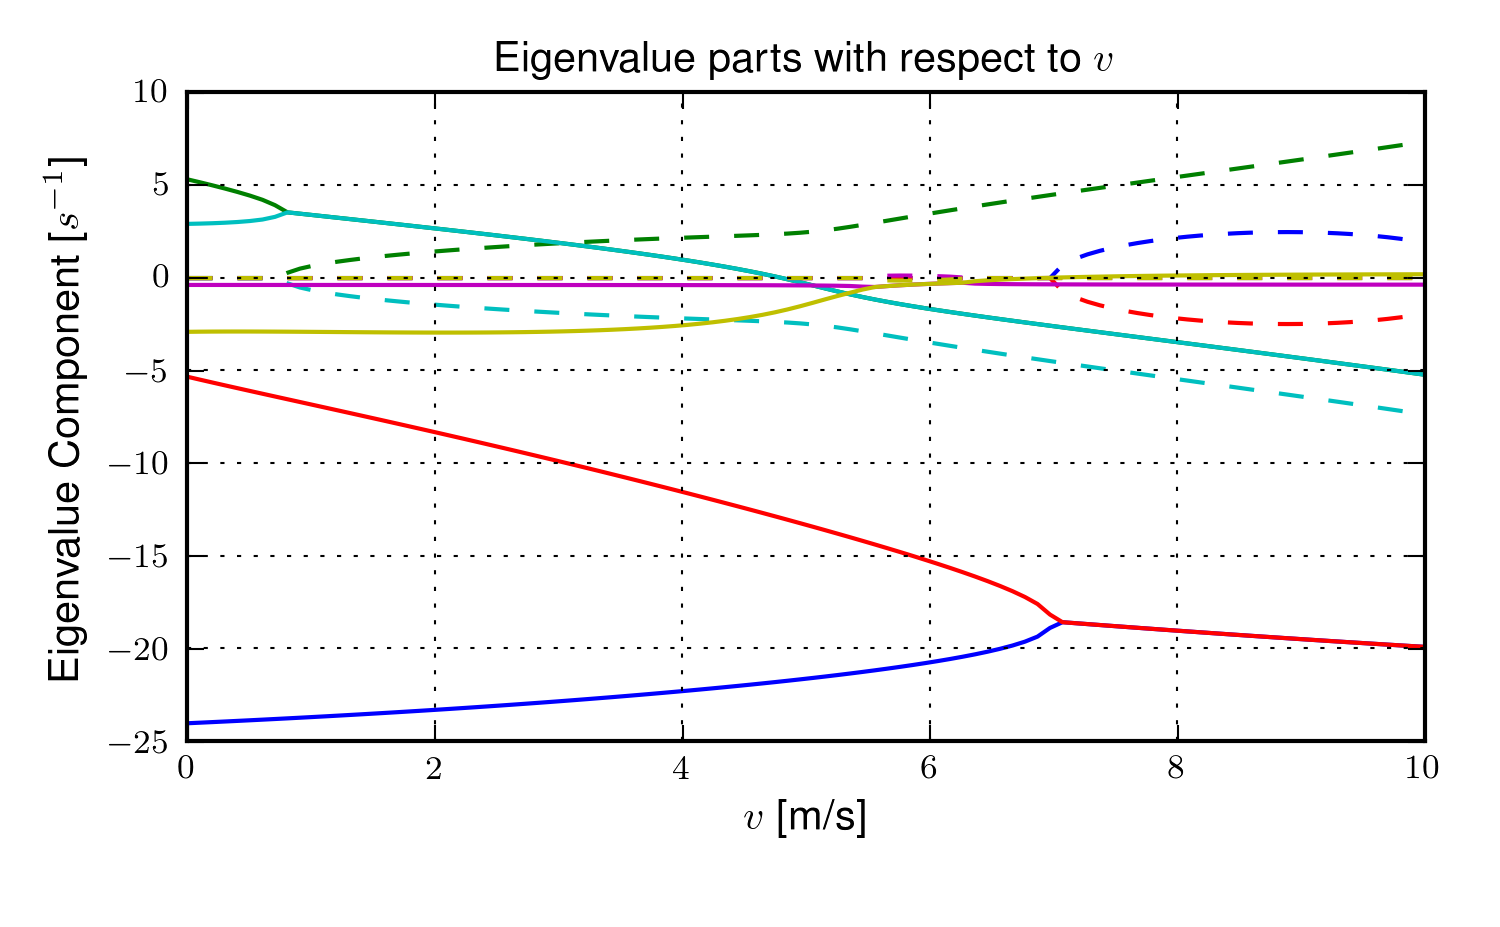 Eigenvalue parts with respect to v
10
5
0
−5
−10
−15
−20
−25
Eigenvalue Component [s⁻¹]
0 2 4 6 8 10
v [m/s]